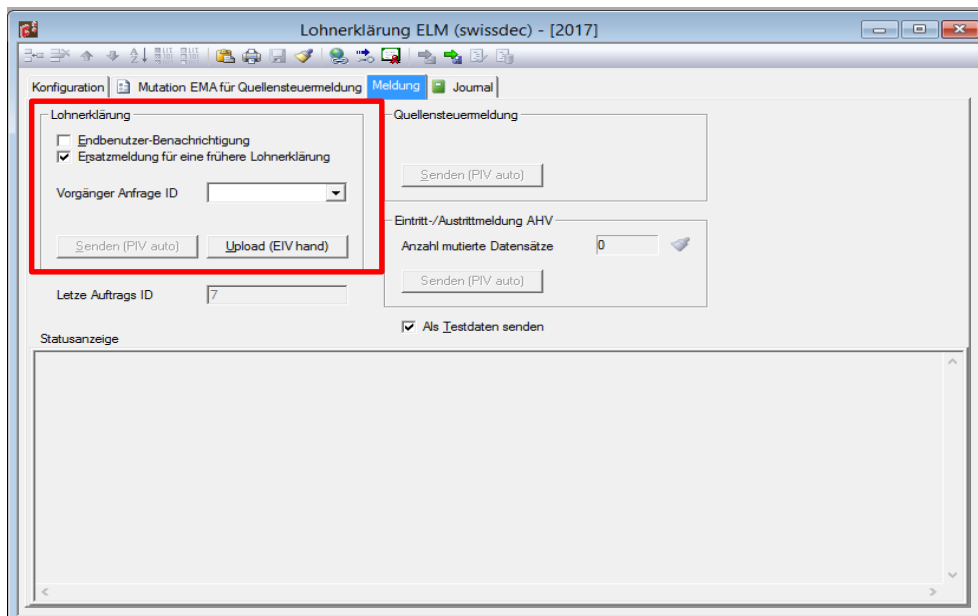 Lohnerklärung ELM (swissdec) - [2017]
Konfiguration
Mutation EMA für Quellensteuermeldung
Meldung
Journal
Lohnerklärung
Endbenutzer-Benachrichtigung
Ersatzmeldung für eine frühere Lohnerklärung
Vorgänger Anfrage ID
Senden (PIV auto)
Upload (EIV hand)
Letze Auftrags ID
7
Quellensteuermeldung
Senden (PIV auto)
Eintritt-/Austrittmeldung AHV
Anzahl mutierte Datensätze
0
Senden (PIV auto)
Als Testdaten senden
Statusanzeige